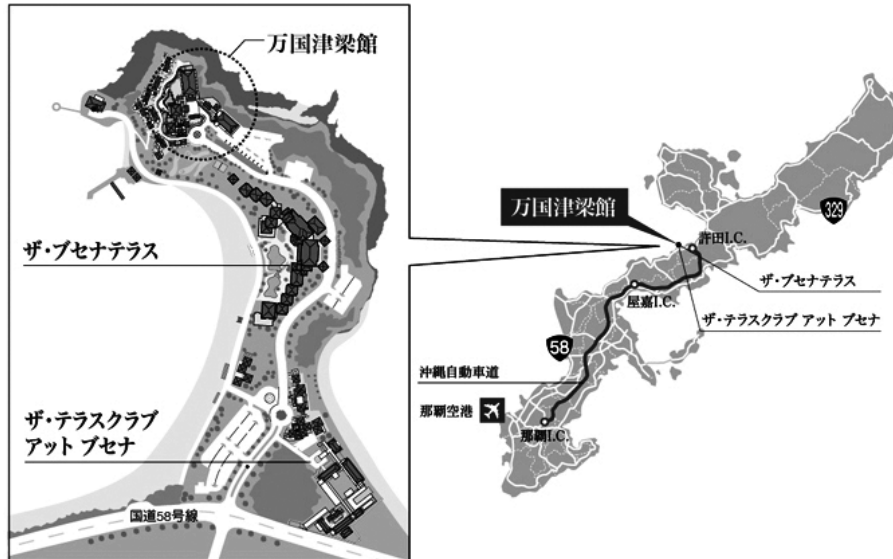 万国津梁館
ザ・ブセナテラス
ザ・テラスクラブ
アット ブセナ
国道58号線
万国津梁館
329
許田I.C.
ザ・ブセナテラス
屋嘉I.C.
ザ・テラスクラブ アット ブセナ
58
沖縄自動車道
那覇空港
那覇I.C.